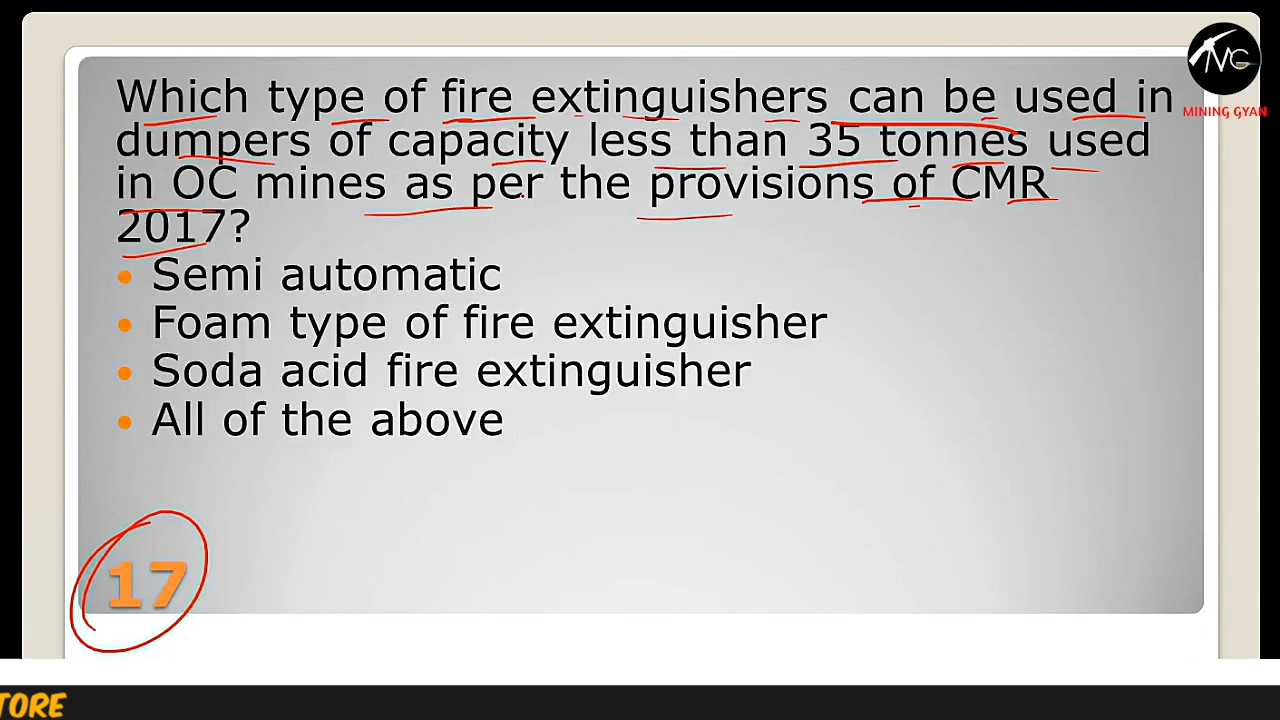 Which type of fire extinguishers can be used in
dumpers of capacity less than 35 tonnes used
in OC mines as per the provisions of CMR
2017?
• Semi automatic
• Foam type of fire extinguisher
• Soda acid fire extinguisher
• All of the above
17
MC
MINING GYAN
TORE